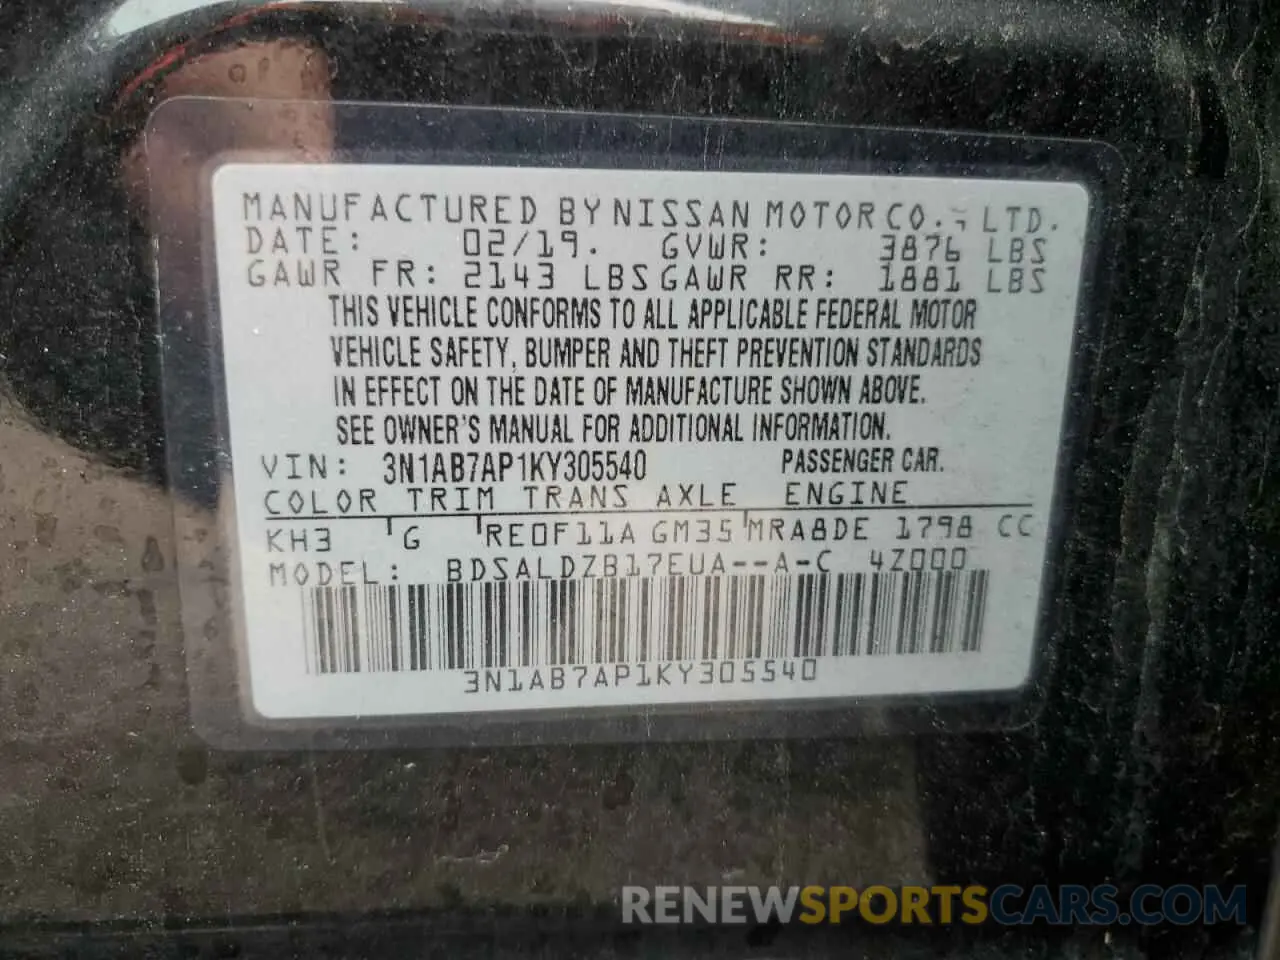 MANUFACTURED BY NISSAN MOTOR CO., LTD.
DATE: 02/19. GVWR: 3876 LBS
GAWR FR: 2143 LBS GAWR RR: 1881 LBS
THIS VEHICLE CONFORMS TO ALL APPLICABLE FEDERAL MOTOR
VEHICLE SAFETY, BUMPER AND THEFT PREVENTION STANDARDS
IN EFFECT ON THE DATE OF MANUFACTURE SHOWN ABOVE.
SEE OWNER'S MANUAL FOR ADDITIONAL INFORMATION.
VIN: 3N1AB7AP1KY305540 PASSENGER CAR.
COLOR TRIM TRANS AXLE ENGINE
KH3 G RE0F11A GM35 MRA8DE 1798 CC
MODEL: BDSALDZB17EUA--A-C 4Z000
3N1AB7AP1KY305540
RENEWSPORTSCARS.COM